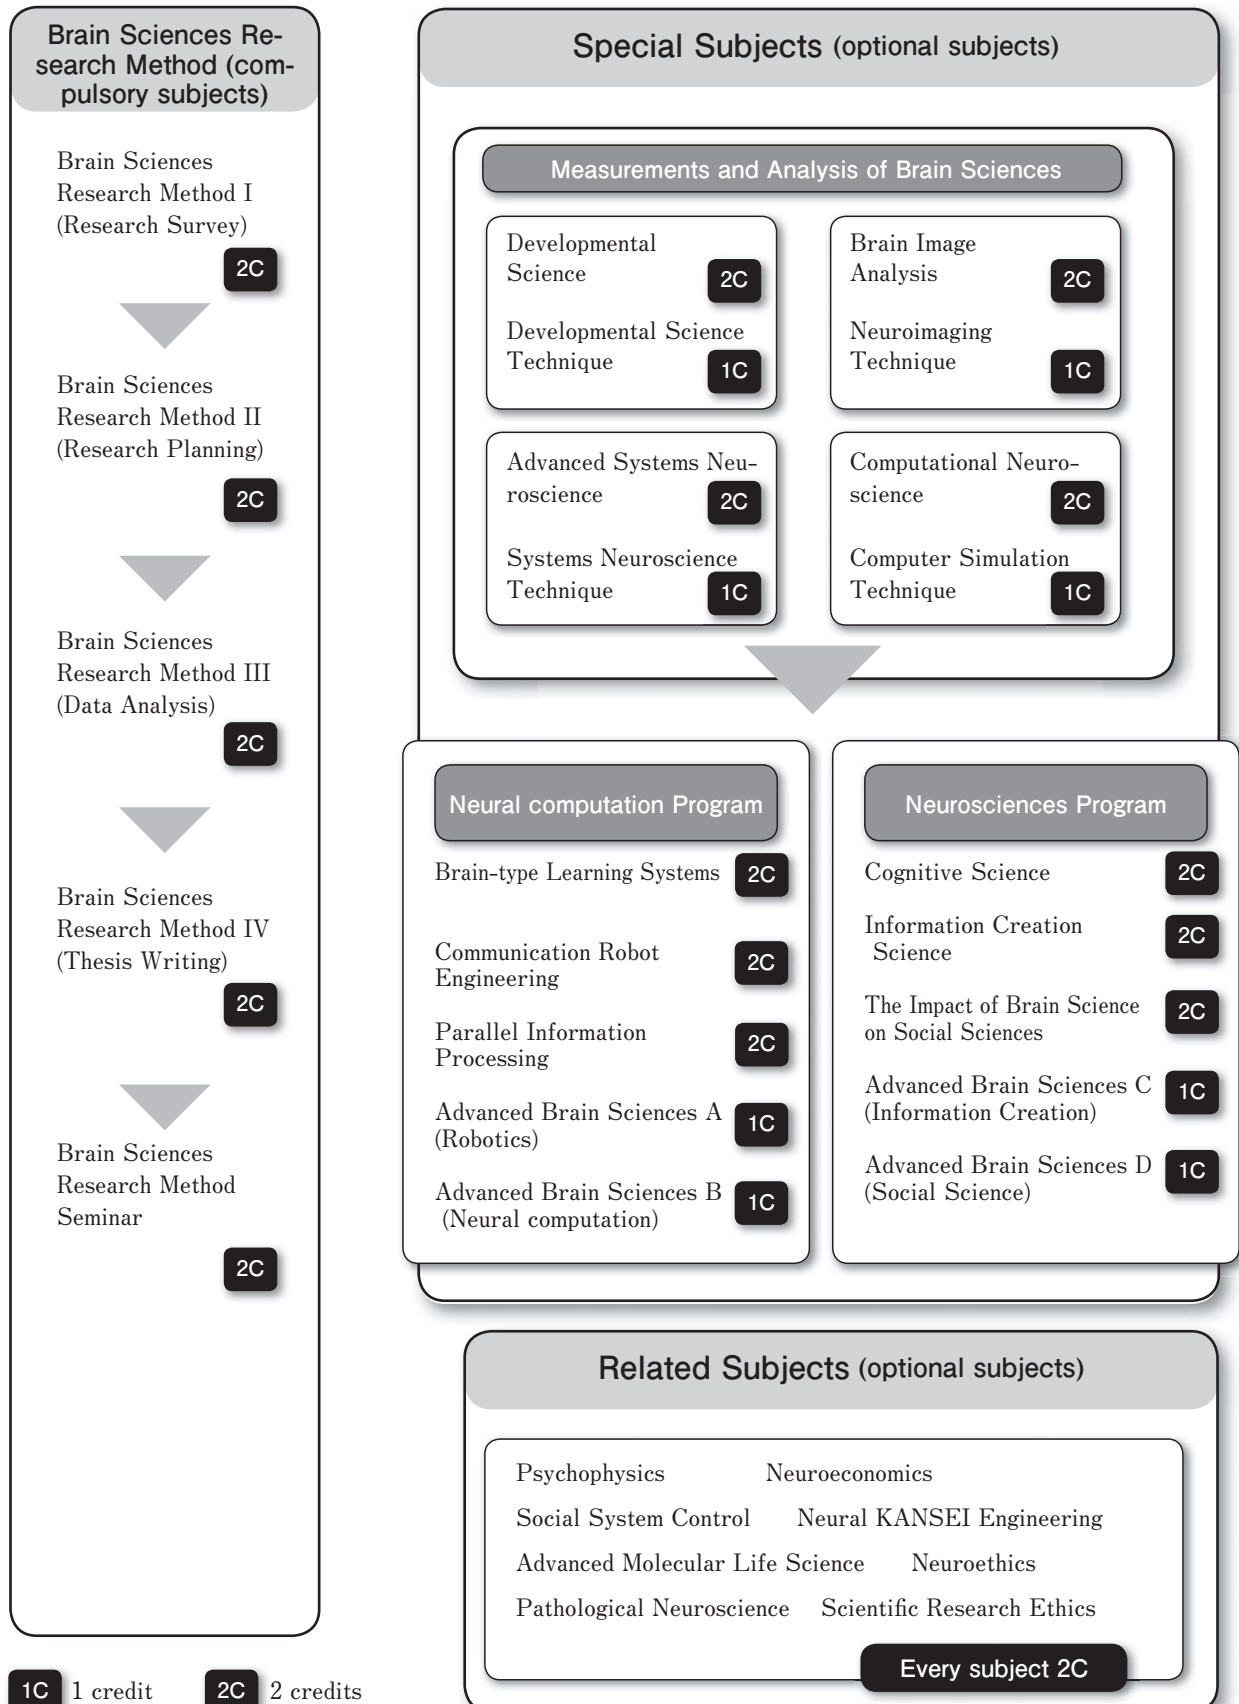 Brain Sciences Re-
search Method (com-
pulsory subjects)
Brain Sciences
Research Method I
(Research Survey)
2C
Brain Sciences
Research Method II
(Research Planning)
2C
Brain Sciences
Research Method III
(Data Analysis)
2C
Brain Sciences
Research Method IV
(Thesis Writing)
2C
Brain Sciences
Research Method
Seminar
2C
1C 1 credit 2C 2 credits
Special Subjects (optional subjects)
Measurements and Analysis of Brain Sciences
Developmental
Science
2C
Developmental Science
Technique
1C
Brain Image
Analysis
2C
Neuroimaging
Technique
1C
Advanced Systems Neu-
roscience
2C
Systems Neuroscience
Technique
1C
Computational Neuro-
science
2C
Computer Simulation
Technique
1C
Neural computation Program
Brain-type Learning Systems 2C
Communication Robot
Engineering
2C
Parallel Information
Processing
2C
Advanced Brain Sciences A
(Robotics)
1C
Advanced Brain Sciences B
(Neural computation)
1C
Neurosciences Program
Cognitive Science 2C
Information Creation
Science
2C
The Impact of Brain Science
on Social Sciences
2C
Advanced Brain Sciences C
(Information Creation)
1C
Advanced Brain Sciences D
(Social Science)
1C
Related Subjects (optional subjects)
Psychophysics Neuroeconomics
Social System Control Neural KANSEI Engineering
Advanced Molecular Life Science Neuroethics
Pathological Neuroscience Scientific Research Ethics
Every subject 2C